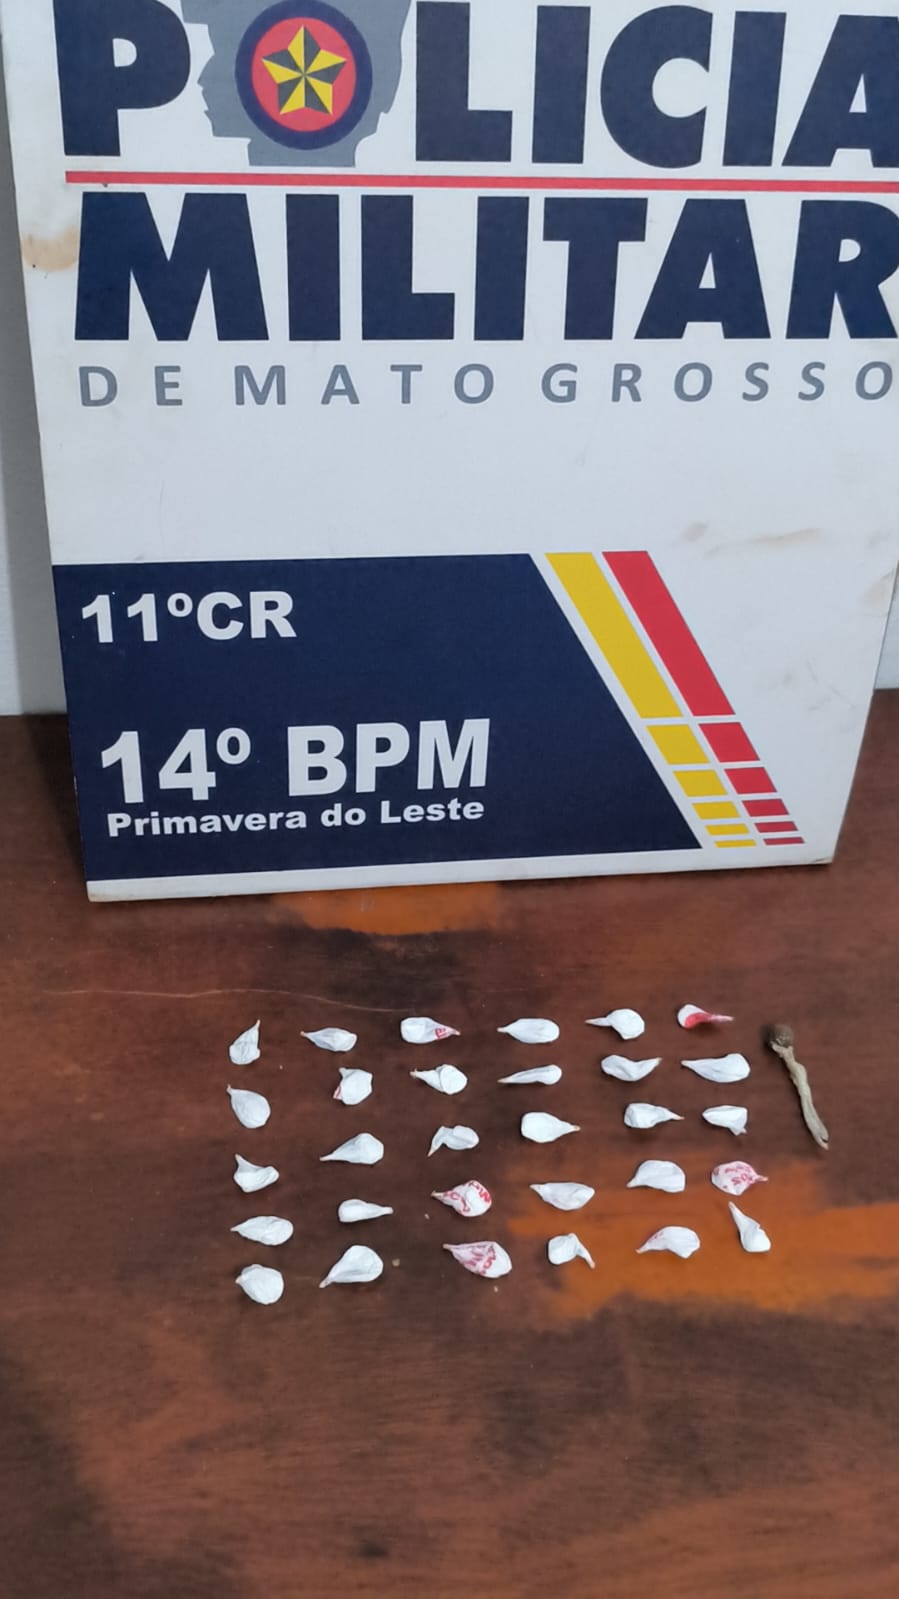 POLICIA
MILITAR
DE MATO GROSSO
11ºCR
14º BPM
Primavera do Leste